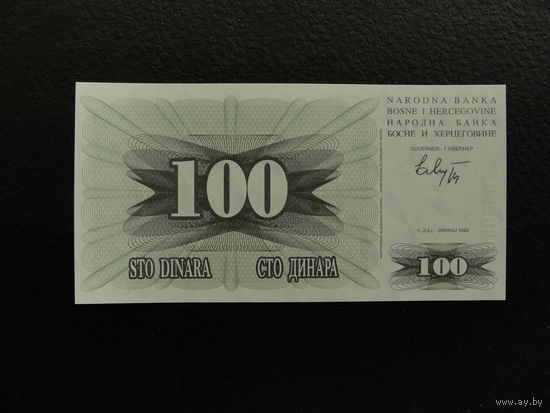 NARODNA BANKA
BOSNE I HERCEGOVINE
НАРОДНА БАНКА
БОСНЕ И ХЕРЦЕГОВИНЕ
GUVERNER - ГУВЕРНЕР
100
1. JULI - SRPANJ 1992
STO DINARA СТО ДИНАРА
100
www.ay.by